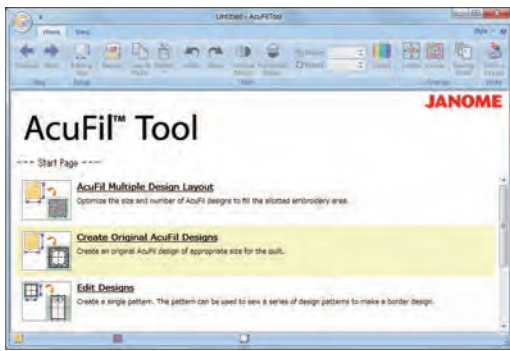 Untitled - AcuFilTool
Home View
Style
JANOME
AcuFil™ Tool
--- Start Page ---
AcuFil Multiple Design Layout
Optimize the size and number of AcuFil designs to fill the allotted embroidery area.
Create Original AcuFil Designs
Create an original AcuFil design of appropriate size for the quilt.
Edit Designs
Create a single pattern. The pattern can be used to sew a series of design patterns to make a border design.